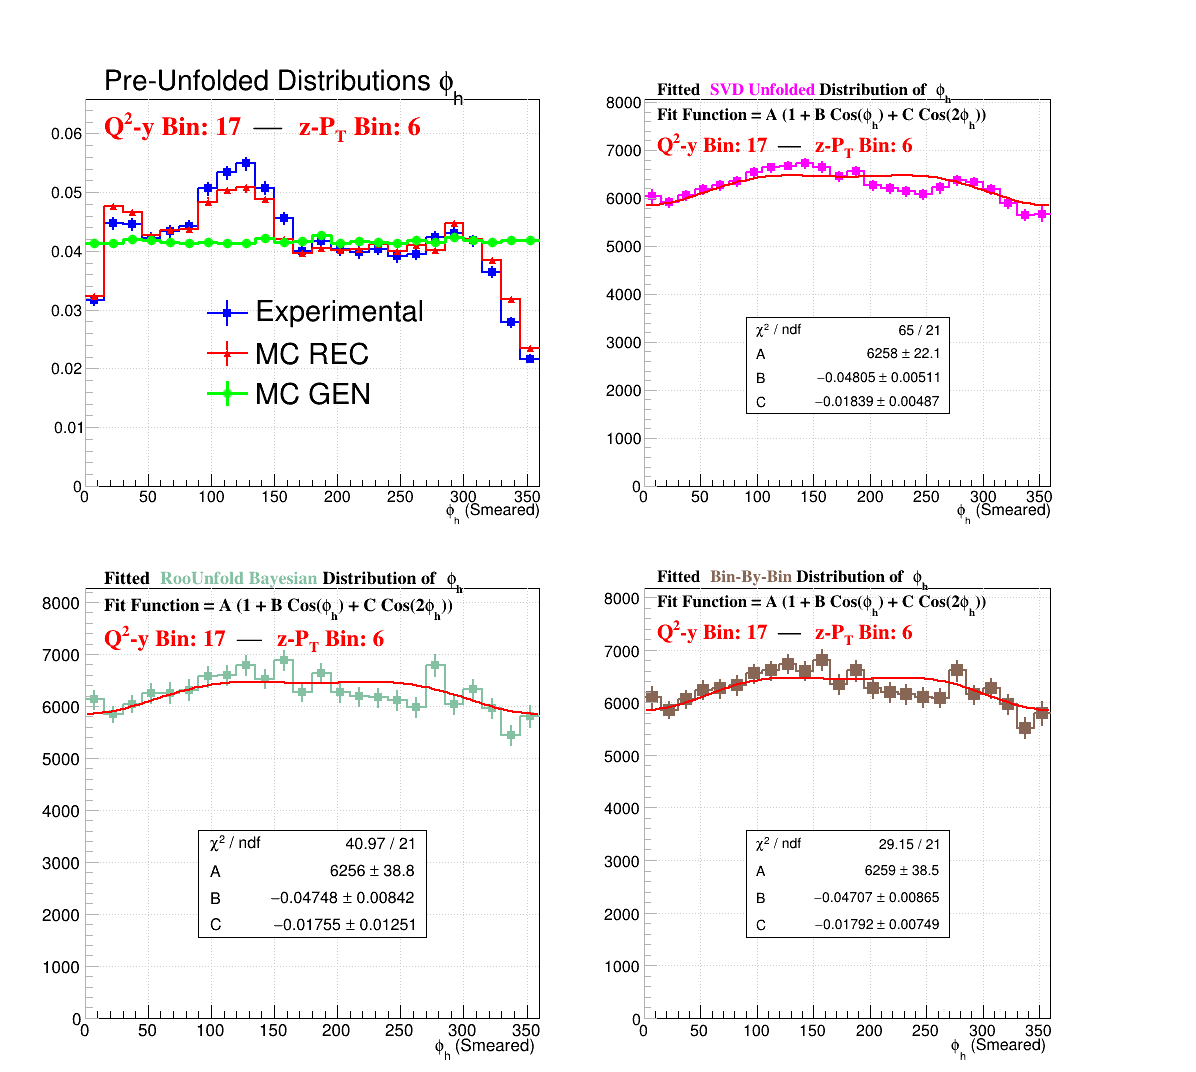 Pre-Unfolded Distributions ϕh
Q²-y Bin: 17 — z-PT Bin: 6
0.06
0.05
0.04
0.03
0.02
0.01
0
Experimental
MC REC
MC GEN
0 50 100 150 200 250 300 350
ϕh (Smeared)
Fitted SVD Unfolded Distribution of ϕh
Fit Function = A (1 + B Cos(ϕh) + C Cos(2ϕh))
Q²-y Bin: 17 — z-PT Bin: 6
8000
7000
6000
5000
4000
3000
2000
1000
0
χ² / ndf 65 / 21
A 6258 ± 22.1
B −0.04805 ± 0.00511
C −0.01839 ± 0.00487
0 50 100 150 200 250 300 350
ϕh (Smeared)
Fitted RooUnfold Bayesian Distribution of ϕh
Fit Function = A (1 + B Cos(ϕh) + C Cos(2ϕh))
Q²-y Bin: 17 — z-PT Bin: 6
8000
7000
6000
5000
4000
3000
2000
1000
0
χ² / ndf 40.97 / 21
A 6256 ± 38.8
B −0.04748 ± 0.00842
C −0.01755 ± 0.01251
0 50 100 150 200 250 300 350
ϕh (Smeared)
Fitted Bin-By-Bin Distribution of ϕh
Fit Function = A (1 + B Cos(ϕh) + C Cos(2ϕh))
Q²-y Bin: 17 — z-PT Bin: 6
8000
7000
6000
5000
4000
3000
2000
1000
0
χ² / ndf 29.15 / 21
A 6259 ± 38.5
B −0.04707 ± 0.00865
C −0.01792 ± 0.00749
0 50 100 150 200 250 300 350
ϕh (Smeared)